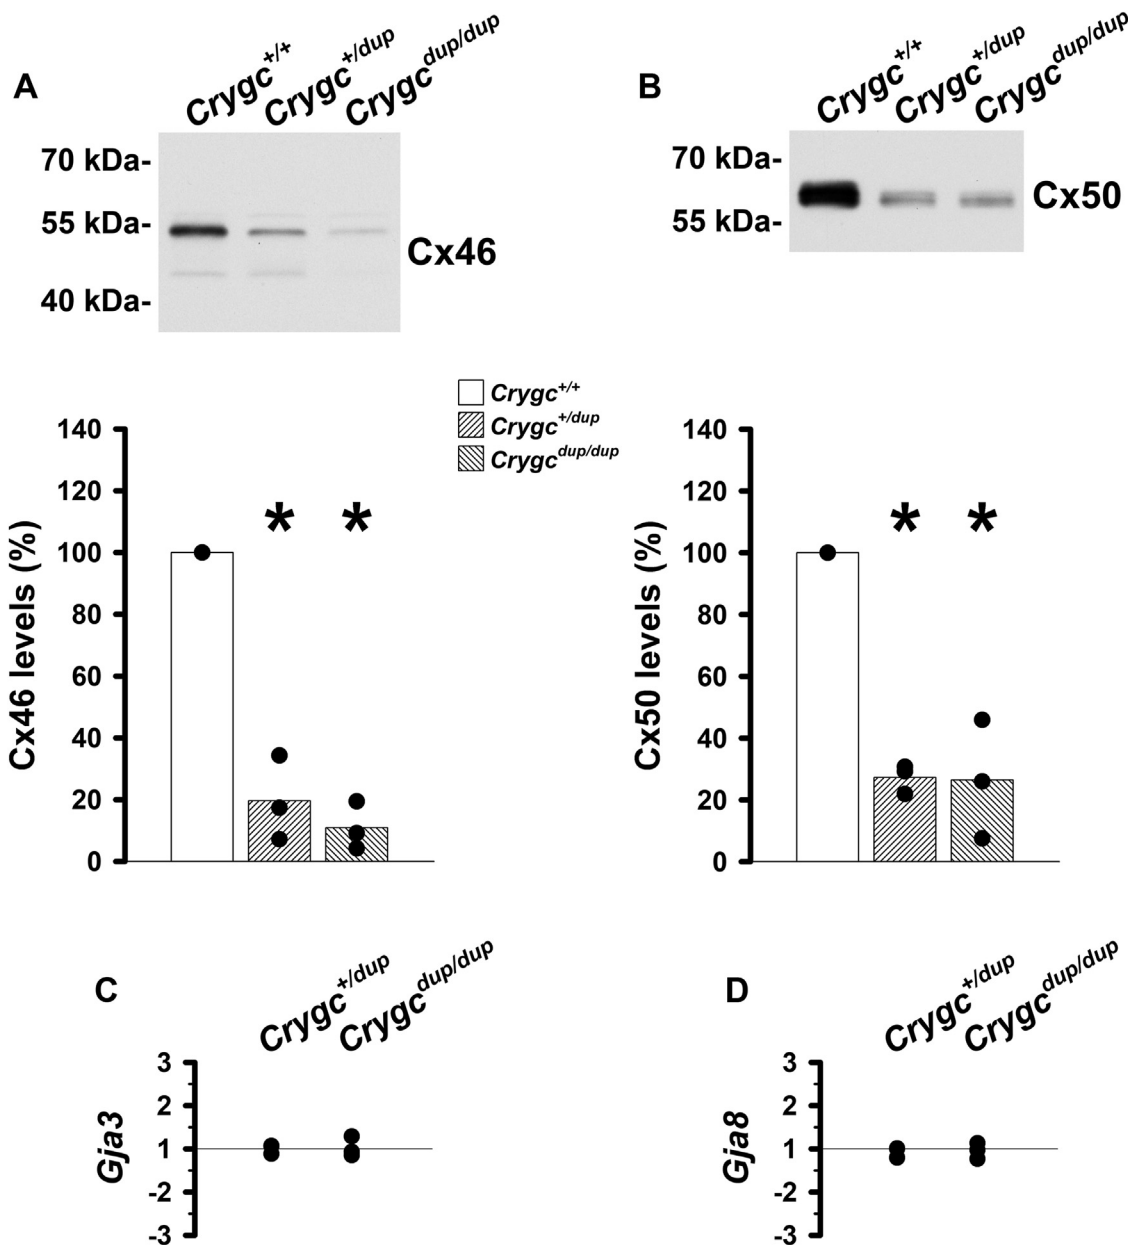 A
Crygc+/+
Crygc+/dup
Crygcdup/dup
70 kDa-
55 kDa-
40 kDa-
Cx46
B
Crygc+/+
Crygc+/dup
Crygcdup/dup
70 kDa-
55 kDa-
Cx50
Crygc+/+
Crygc+/dup
Crygcdup/dup
Cx46 levels (%)
140
120
100
80
60
40
20
0
* *
Cx50 levels (%)
140
120
100
80
60
40
20
0
* *
C
Crygc+/dup
Crygcdup/dup
Gja3
3
2
1
-2
-3
D
Crygc+/dup
Crygcdup/dup
Gja8
3
2
1
-2
-3